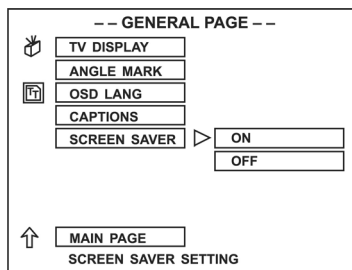 -- GENERAL PAGE --
TV DISPLAY
ANGLE MARK
OSD LANG
CAPTIONS
SCREEN SAVER
ON
OFF
MAIN PAGE
SCREEN SAVER SETTING